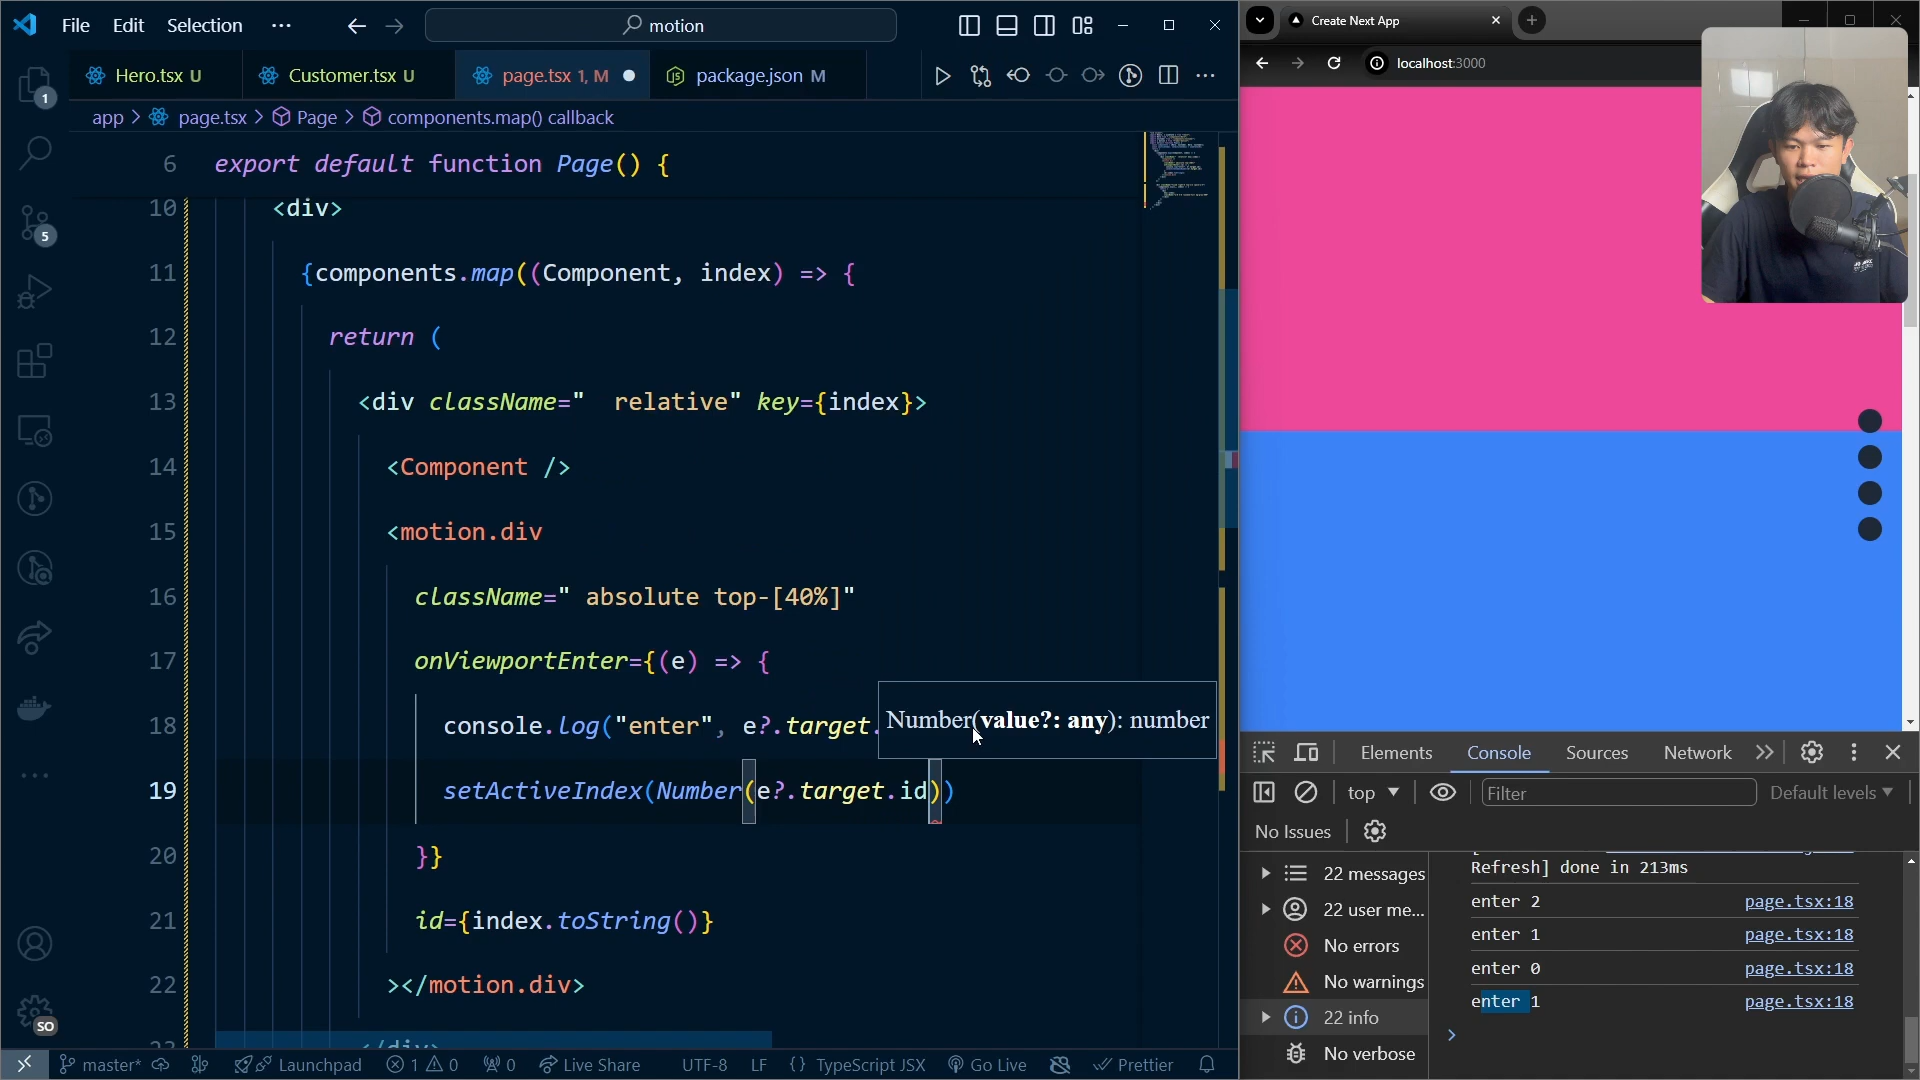 File Edit Selection ···
motion
Hero.tsx U
Customer.tsx U
page.tsx 1, M
package.json M
app > page.tsx > Page > components.map() callback
6 export default function Page() {
10 <div>
11 {components.map((Component, index) => {
12 return (
13 <div className="  relative" key={index}>
14 <Component />
15 <motion.div
16 className=" absolute top-[40%]"
17 onViewportEnter={(e) => {
18 console.log("enter", e?.target.
Number(value?: any): number
19 setActiveIndex(Number(e?.target.id))
20 }}
21 id={index.toString()}
22 ></motion.div>
1
5
SO
master* Launchpad 1 0 0 Live Share UTF-8 LF {} TypeScript JSX Go Live Prettier
Create Next App
localhost:3000
Elements Console Sources Network
top Filter Default levels
No Issues
22 messages
22 user me...
No errors
No warnings
22 info
No verbose
Refresh] done in 213ms
enter 2 page.tsx:18
enter 1 page.tsx:18
enter 0 page.tsx:18
enter 1 page.tsx:18